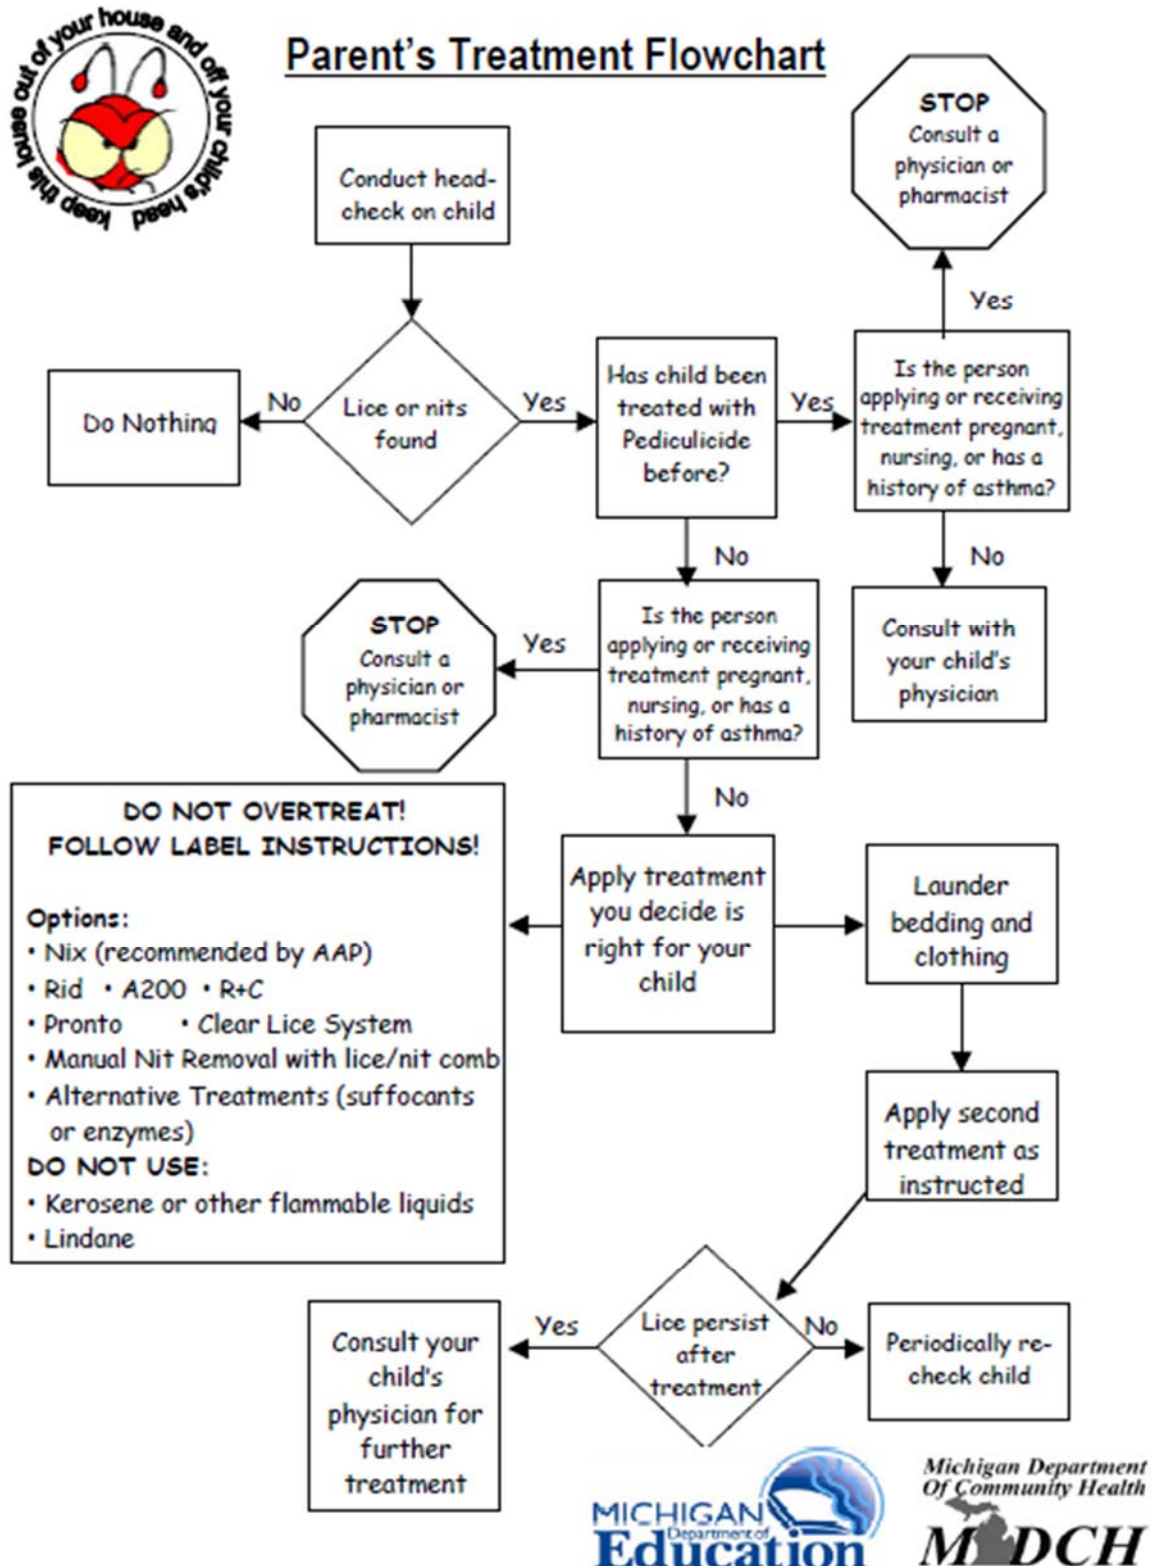 keep this louse out of your house and off your child's head
Parent's Treatment Flowchart
STOP
Consult a
physician or
pharmacist
Conduct head-
check on child
Yes
Do Nothing
No
Lice or nits
found
Yes
Has child been
treated with
Pediculicide
before?
Yes
Is the person
applying or receiving
treatment pregnant,
nursing, or has a
history of asthma?
No
No
STOP
Consult a
physician or
pharmacist
Yes
Is the person
applying or receiving
treatment pregnant,
nursing, or has a
history of asthma?
Consult with
your child's
physician
No
DO NOT OVERTREAT!
FOLLOW LABEL INSTRUCTIONS!
Options:
• Nix (recommended by AAP)
• Rid • A200 • R+C
• Pronto • Clear Lice System
• Manual Nit Removal with lice/nit comb
• Alternative Treatments (suffocants
or enzymes)
DO NOT USE:
• Kerosene or other flammable liquids
• Lindane
Apply treatment
you decide is
right for your
child
Launder
bedding and
clothing
Apply second
treatment as
instructed
Consult your
child's
physician for
further
treatment
Yes
Lice persist
after
treatment
No
Periodically re-
check child
MICHIGAN
Department of
Education
Michigan Department
Of Community Health
MDCH